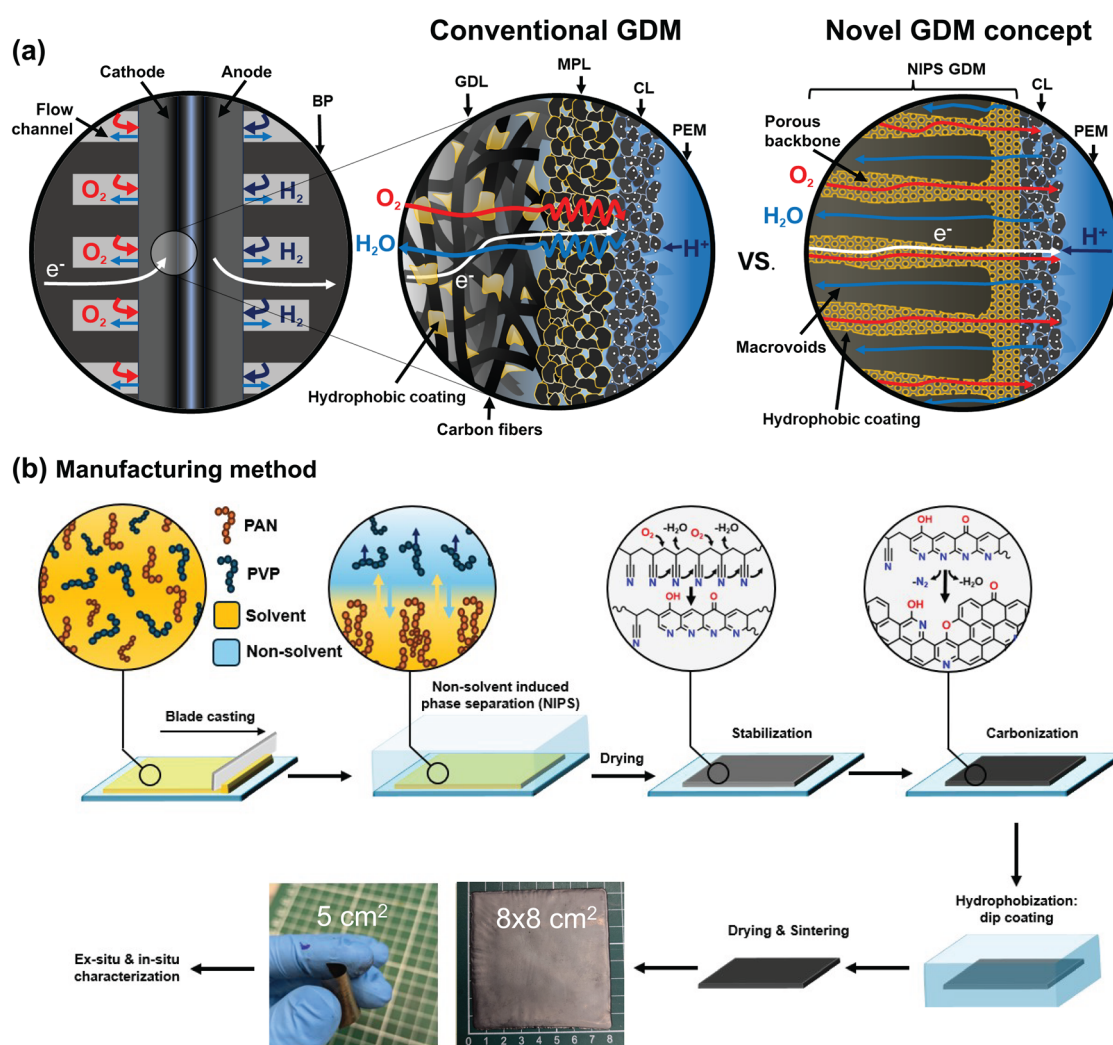 (a)
Cathode
Anode
Flow
channel
BP
O2
H2
O2
H2
O2
H2
e-
Conventional GDM
GDL
MPL
CL
PEM
O2
H2O
e-
H+
Hydrophobic coating
Carbon fibers
VS.
Novel GDM concept
NIPS GDM
CL
PEM
Porous
backbone
O2
H2O
e-
H+
Macrovoids
Hydrophobic coating
(b) Manufacturing method
PAN
PVP
Solvent
Non-solvent
Blade casting
Non-solvent induced
phase separation (NIPS)
Drying
O2 -H2O O2 -H2O
N N N N N N
OH O
N N N N N
Stabilization
OH O
N N N N
-N2 -H2O
OH
N O N N
Carbonization
Hydrophobization:
dip coating
Drying & Sintering
8x8 cm2
0 1 2 3 4 5 6 7 8
5 cm2
Ex-situ & in-situ
characterization